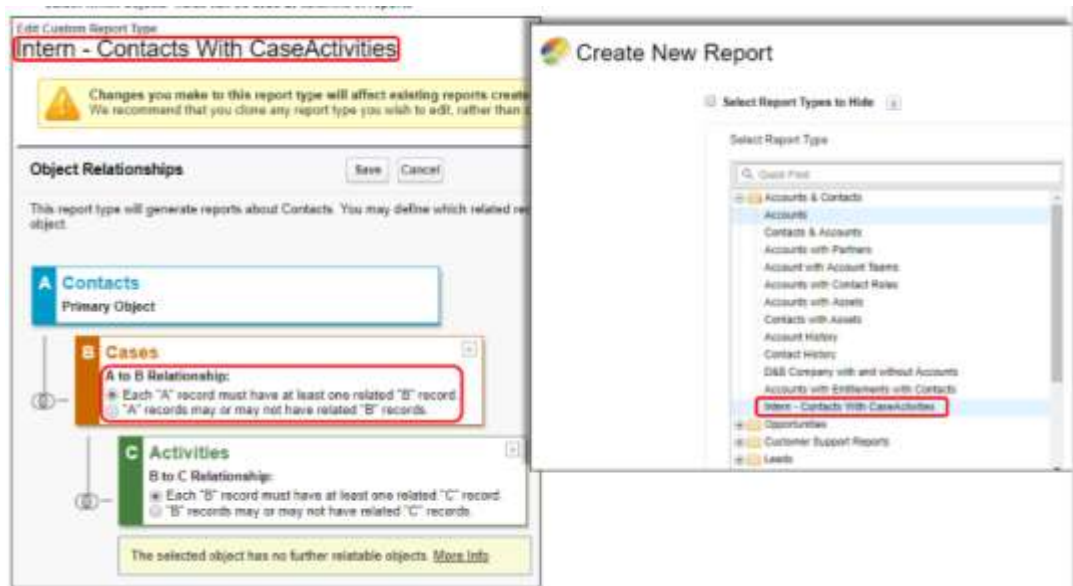 Edit Custom Report Type
Intern - Contacts With CaseActivities
Changes you make to this report type will affect existing reports create
We recommend that you clone any report type you wish to edit, rather than
Object Relationships
Save
Cancel
This report type will generate reports about Contacts. You may define which related re
object.
A Contacts
Primary Object
B Cases
A to B Relationship:
Each "A" record must have at least one related "B" record.
"A" records may or may not have related "B" records.
C Activities
B to C Relationship:
Each "B" record must have at least one related "C" record.
"B" records may or may not have related "C" records.
The selected object has no further relatable objects. More Info
Create New Report
Select Report Types to Hide
Select Report Type
Quick Find
Accounts & Contacts
Accounts
Contacts & Accounts
Accounts with Partners
Account with Account Teams
Accounts with Contact Roles
Accounts with Assets
Contacts with Assets
Account History
Contact History
D&B Company with and without Accounts
Accounts with Entitlements with Contacts
Intern - Contacts With CaseActivities
Opportunities
Customer Support Reports
Leads